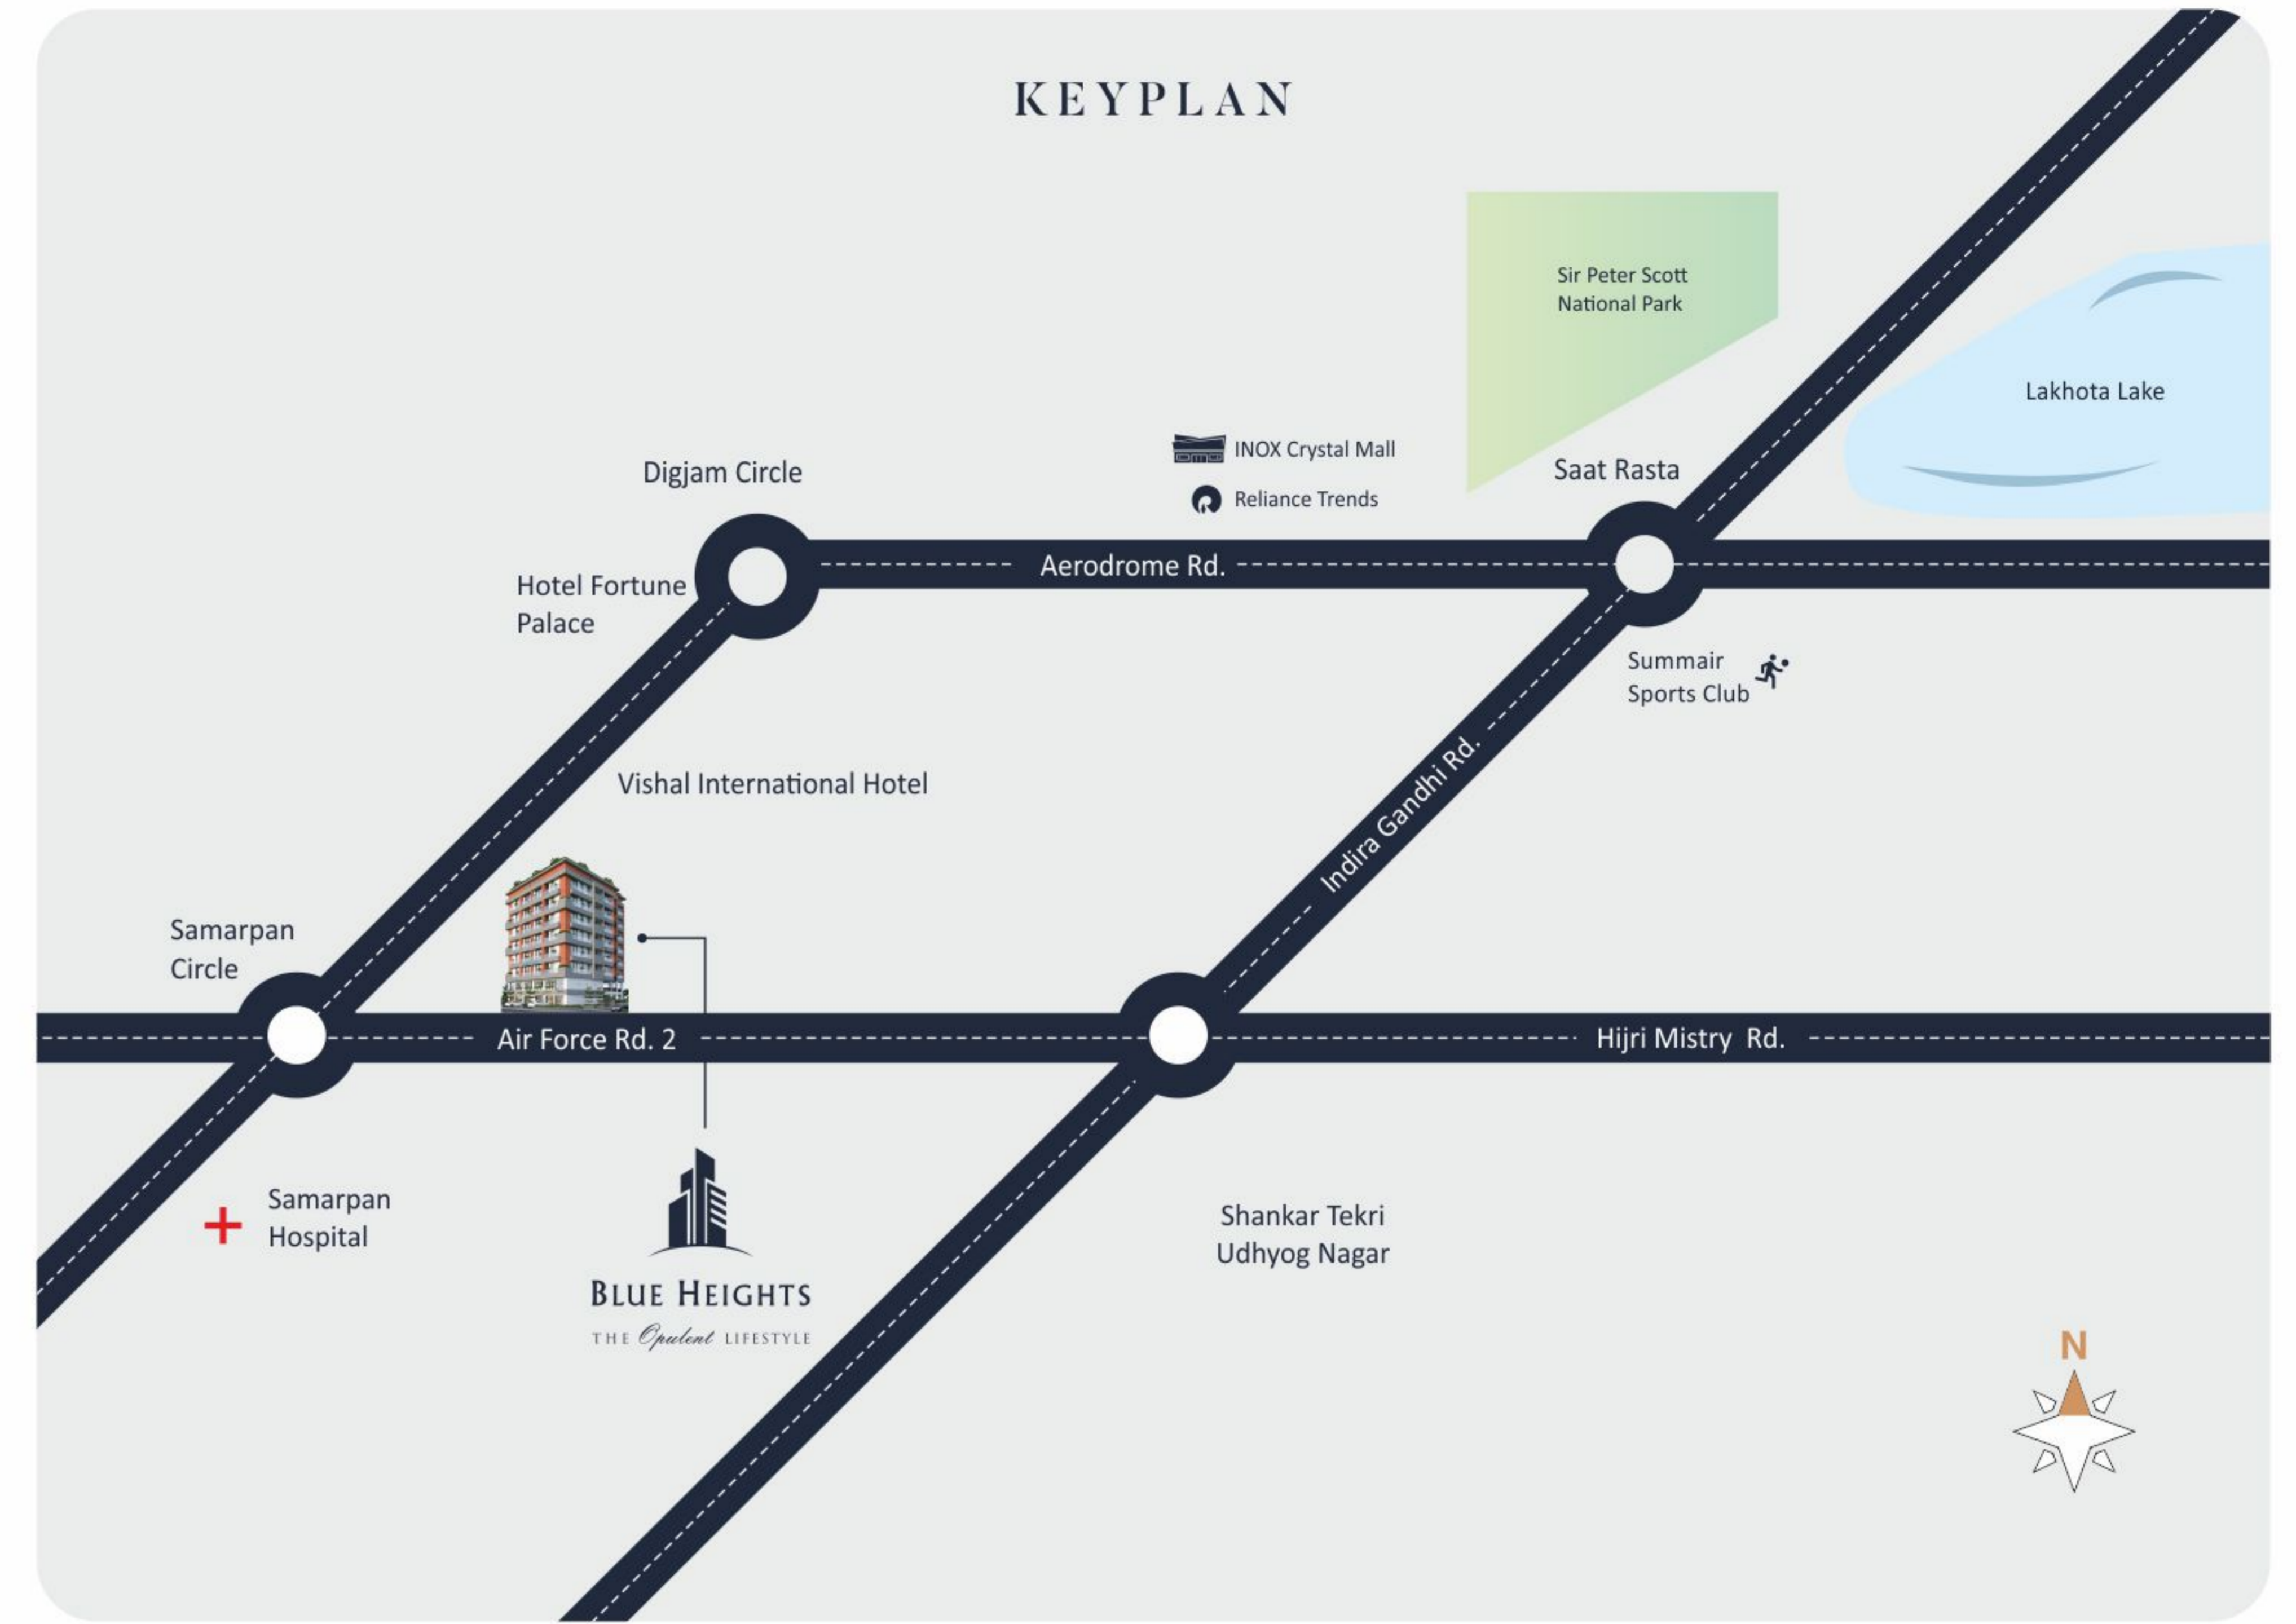 KEYPLAN
Sir Peter Scott
National Park
Lakhota Lake
INOX Crystal Mall
Reliance Trends
Digjam Circle
Saat Rasta
Aerodrome Rd.
Hotel Fortune
Palace
Summair
Sports Club
Indira Gandhi Rd.
Vishal International Hotel
Samarpan
Circle
Air Force Rd. 2
Hijri Mistry Rd.
Samarpan
Hospital
Shankar Tekri
Udhyog Nagar
BLUE HEIGHTS
THE Opulent LIFESTYLE
N